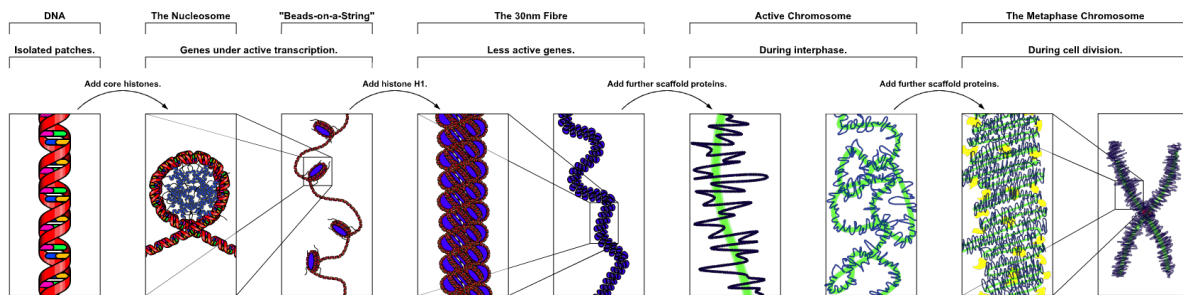 DNA
The Nucleosome
"Beads-on-a-String"
The 30nm Fibre
Active Chromosome
The Metaphase Chromosome
Isolated patches.
Genes under active transcription.
Less active genes.
During interphase.
During cell division.
Add core histones.
Add histone H1.
Add further scaffold proteins.
Add further scaffold proteins.